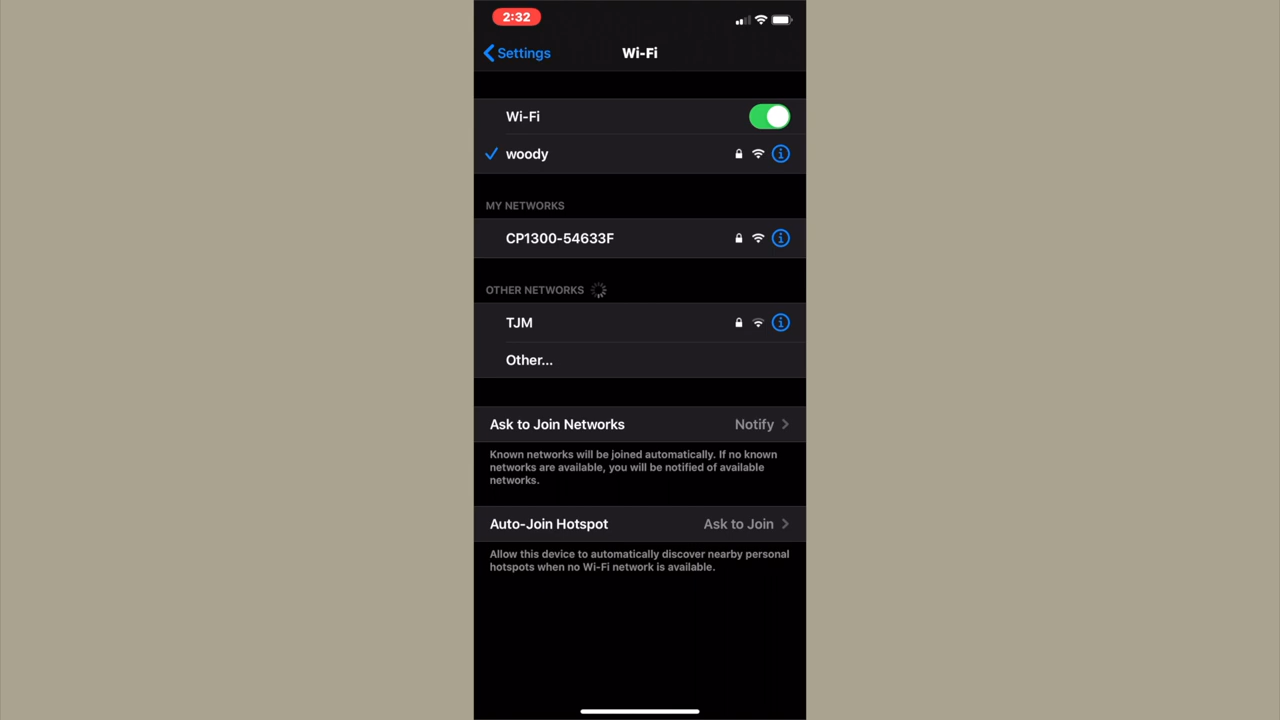 2:32
Settings
Wi-Fi
Wi-Fi
woody
MY NETWORKS
CP1300-54633F
OTHER NETWORKS
TJM
Other...
Ask to Join Networks Notify
Known networks will be joined automatically. If no known
networks are available, you will be notified of available
networks.
Auto-Join Hotspot Ask to Join
Allow this device to automatically discover nearby personal
hotspots when no Wi-Fi network is available.